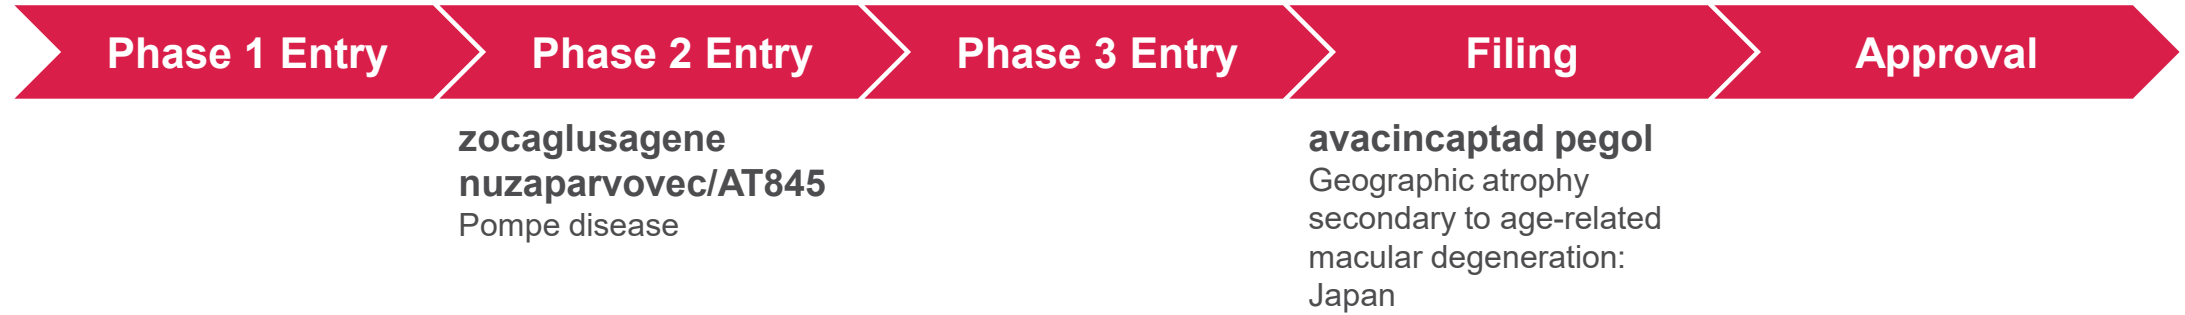 Phase 1 Entry
Phase 2 Entry
Phase 3 Entry
Filing
Approval
zocaglusagene
nuzaparvovec/AT845
Pompe disease
avacincaptad pegol
Geographic atrophy
secondary to age-related
macular degeneration:
Japan